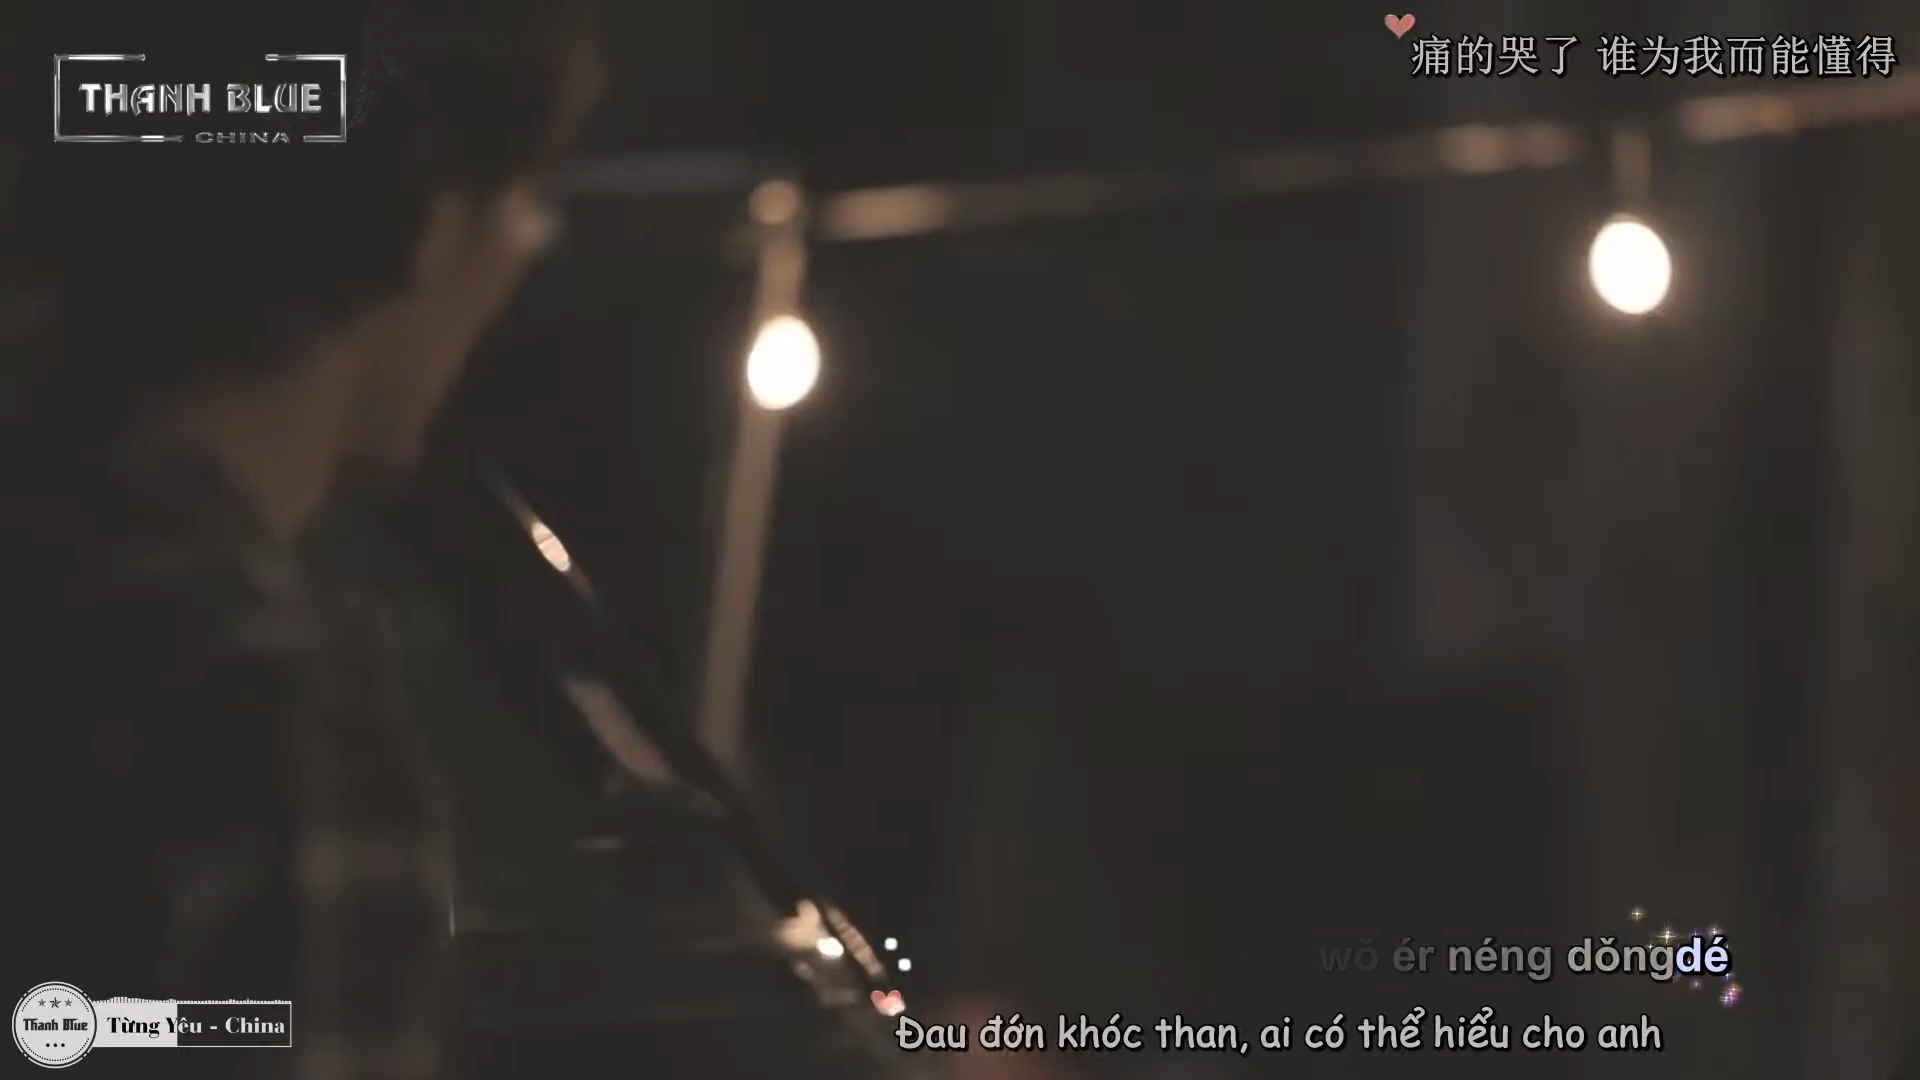 THANH BLUE
CHINA
痛的哭了 谁为我而能懂得
wǒ ér néng dǒngdé
Đau đớn khóc than, ai có thể hiểu cho anh
Thanh Blue
Từng Yêu - China